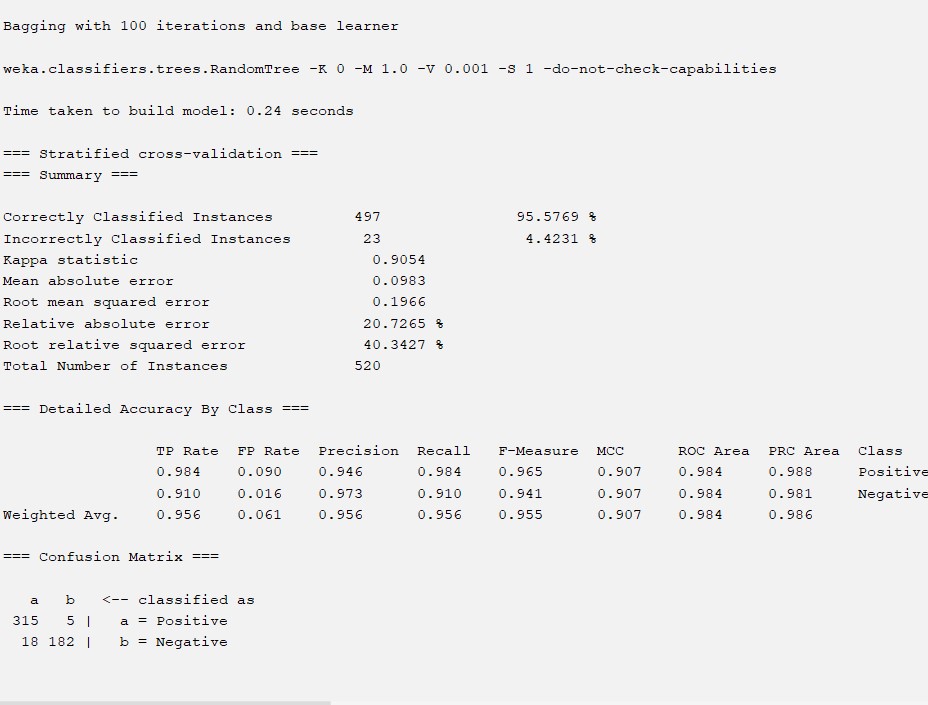 Bagging with 100 iterations and base learner
weka.classifiers.trees.RandomTree -K 0 -M 1.0 -V 0.001 -S 1 -do-not-check-capabilities
Time taken to build model: 0.24 seconds
=== Stratified cross-validation ===
=== Summary ===
Correctly Classified Instances 497 95.5769 %
Incorrectly Classified Instances 23 4.4231 %
Kappa statistic 0.9054
Mean absolute error 0.0983
Root mean squared error 0.1966
Relative absolute error 20.7265 %
Root relative squared error 40.3427 %
Total Number of Instances 520
=== Detailed Accuracy By Class ===
TP Rate FP Rate Precision Recall F-Measure MCC ROC Area PRC Area Class
0.984 0.090 0.946 0.984 0.965 0.907 0.984 0.988 Positive
0.910 0.016 0.973 0.910 0.941 0.907 0.984 0.981 Negative
Weighted Avg. 0.956 0.061 0.956 0.956 0.955 0.907 0.984 0.986
=== Confusion Matrix ===
a b <-- classified as
315 5 | a = Positive
18 182 | b = Negative